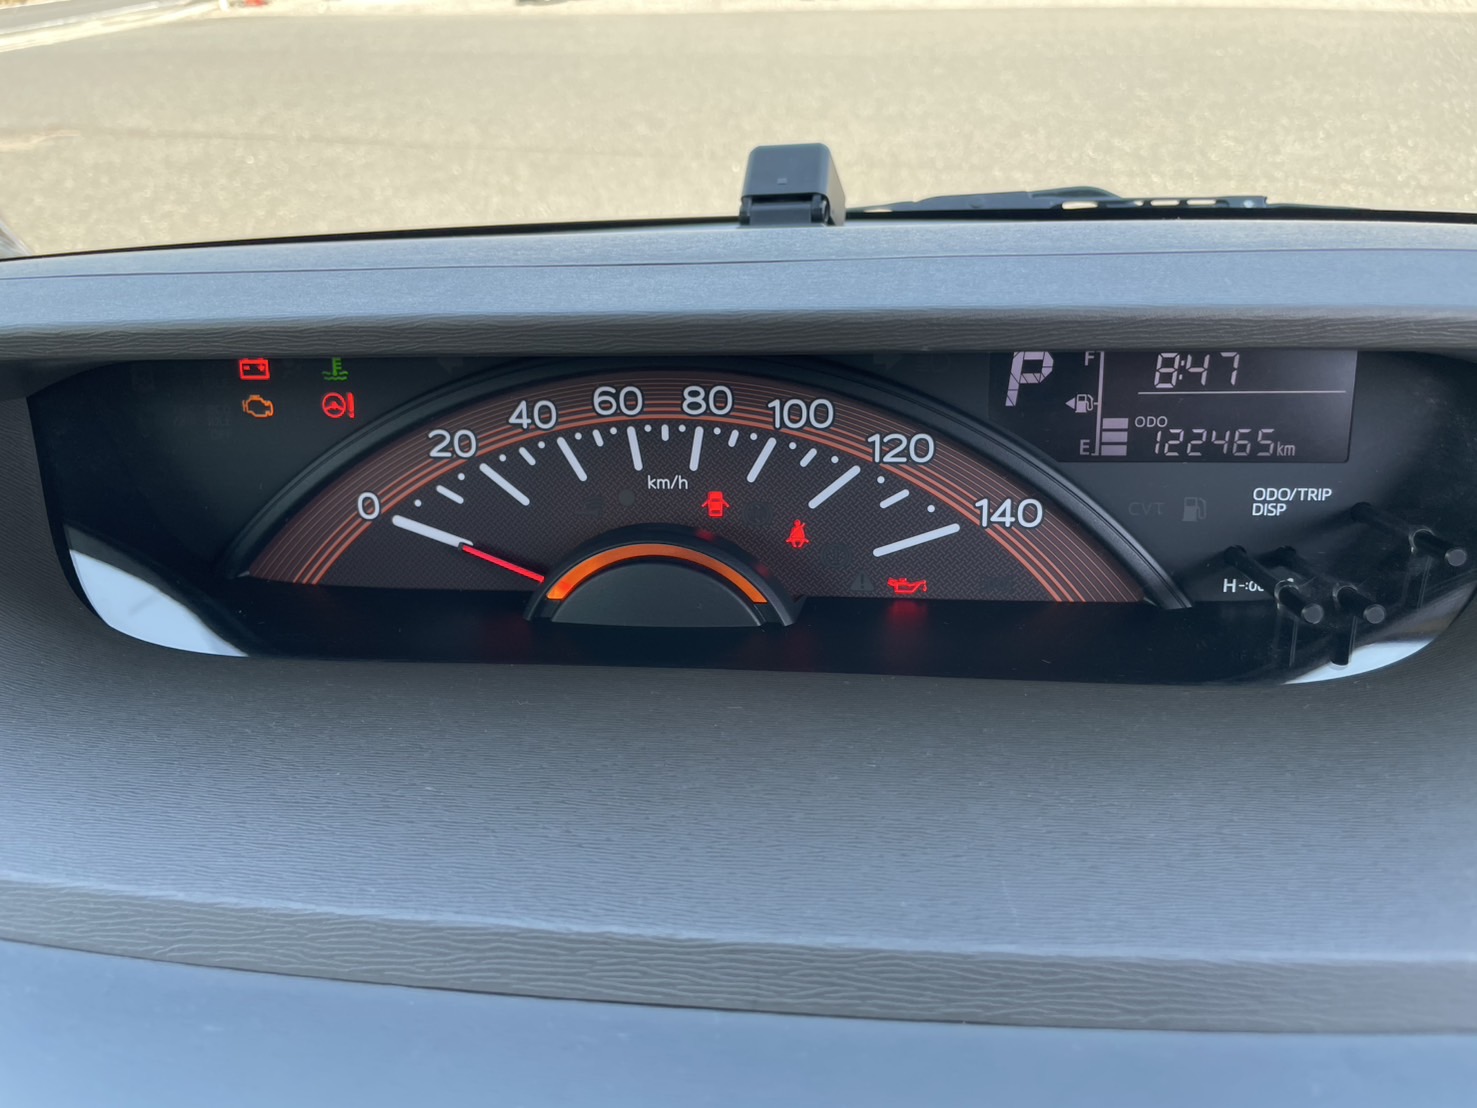 P
F
8:47
E
ODO
122465km
0
20
40
60
80
100
120
140
km/h
CVT
ODO/TRIP
DISP